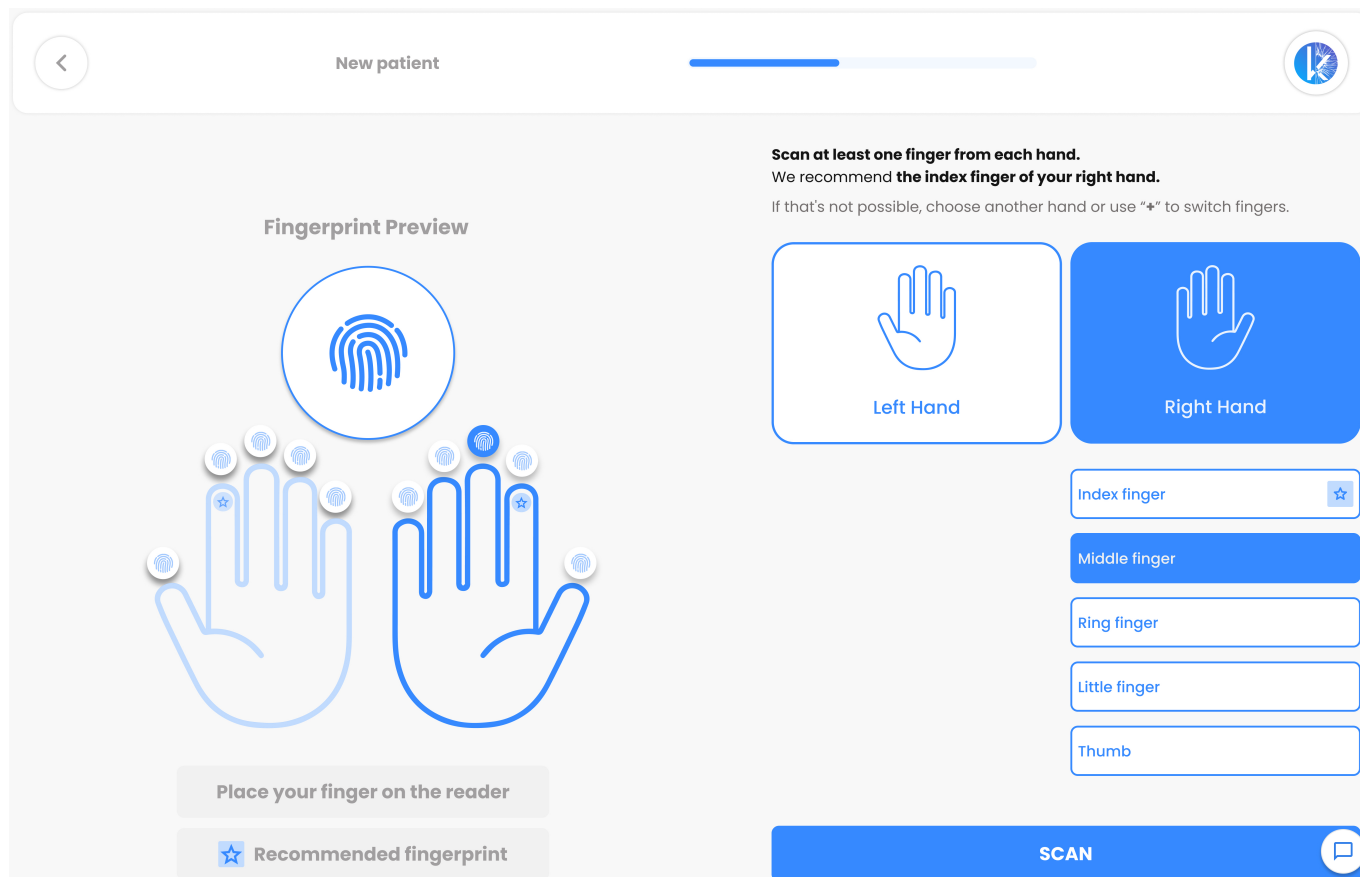 New patient
Scan at least one finger from each hand.
We recommend the index finger of your right hand.
If that's not possible, choose another hand or use “+” to switch fingers.
Fingerprint Preview
Left Hand
Right Hand
Index finger
Middle finger
Ring finger
Little finger
Thumb
Place your finger on the reader
Recommended fingerprint
SCAN